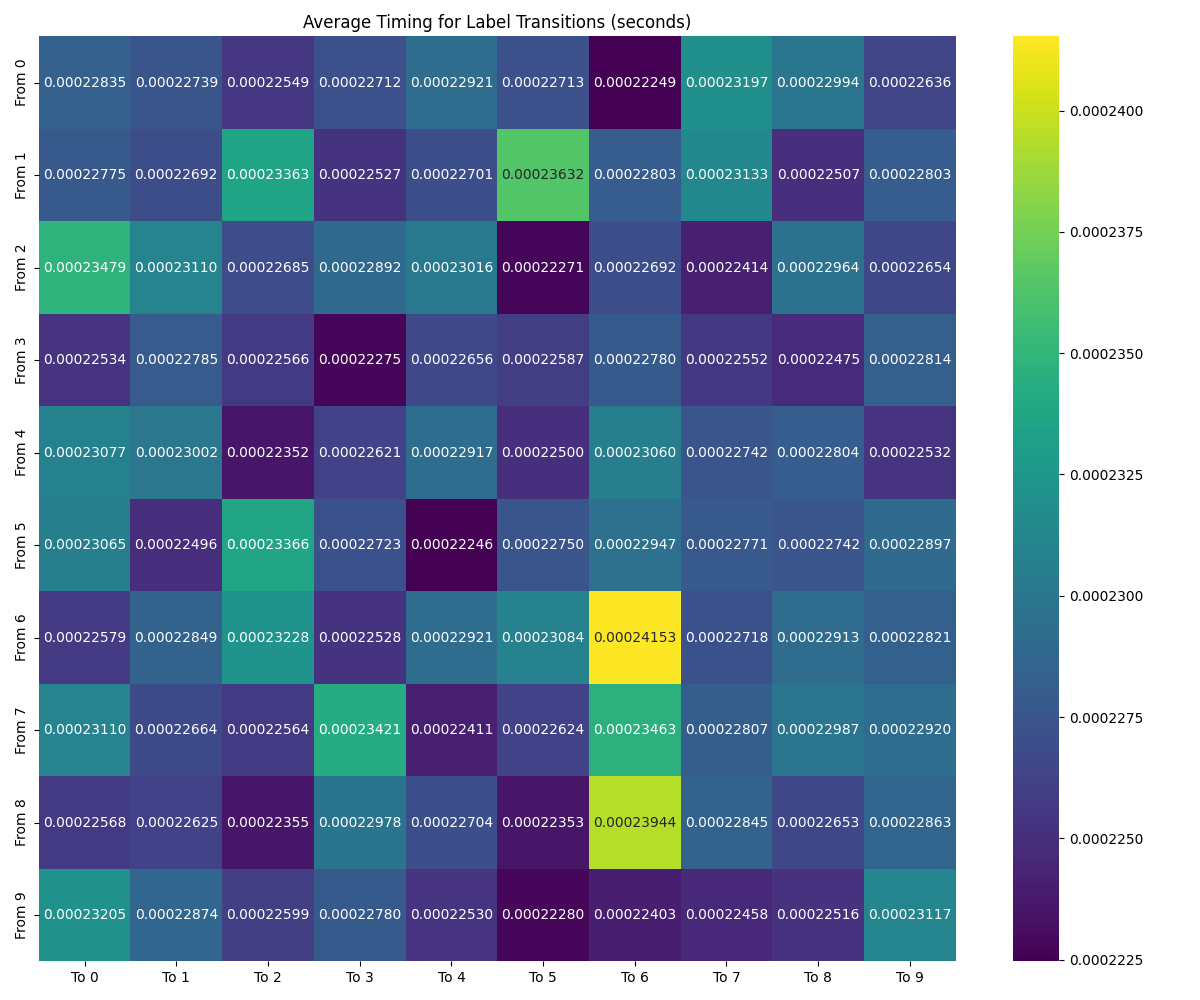 Average Timing for Label Transitions (seconds)
From 0 0.00022835 0.00022739 0.00022549 0.00022712 0.00022921 0.00022713 0.00022249 0.00023197 0.00022994 0.00022636
From 1 0.00022775 0.00022692 0.00023363 0.00022527 0.00022701 0.00023632 0.00022803 0.00023133 0.00022507 0.00022803
From 2 0.00023479 0.00023110 0.00022685 0.00022892 0.00023016 0.00022271 0.00022692 0.00022414 0.00022964 0.00022654
From 3 0.00022534 0.00022785 0.00022566 0.00022275 0.00022656 0.00022587 0.00022780 0.00022552 0.00022475 0.00022814
From 4 0.00023077 0.00023002 0.00022352 0.00022621 0.00022917 0.00022500 0.00023060 0.00022742 0.00022804 0.00022532
From 5 0.00023065 0.00022496 0.00023366 0.00022723 0.00022246 0.00022750 0.00022947 0.00022771 0.00022742 0.00022897
From 6 0.00022579 0.00022849 0.00023228 0.00022528 0.00022921 0.00023084 0.00024153 0.00022718 0.00022913 0.00022821
From 7 0.00023110 0.00022664 0.00022564 0.00023421 0.00022411 0.00022624 0.00023463 0.00022807 0.00022987 0.00022920
From 8 0.00022568 0.00022625 0.00022355 0.00022978 0.00022704 0.00022353 0.00023944 0.00022845 0.00022653 0.00022863
From 9 0.00023205 0.00022874 0.00022599 0.00022780 0.00022530 0.00022280 0.00022403 0.00022458 0.00022516 0.00023117
To 0 To 1 To 2 To 3 To 4 To 5 To 6 To 7 To 8 To 9
0.0002400
0.0002375
0.0002350
0.0002325
0.0002300
0.0002275
0.0002250
0.0002225